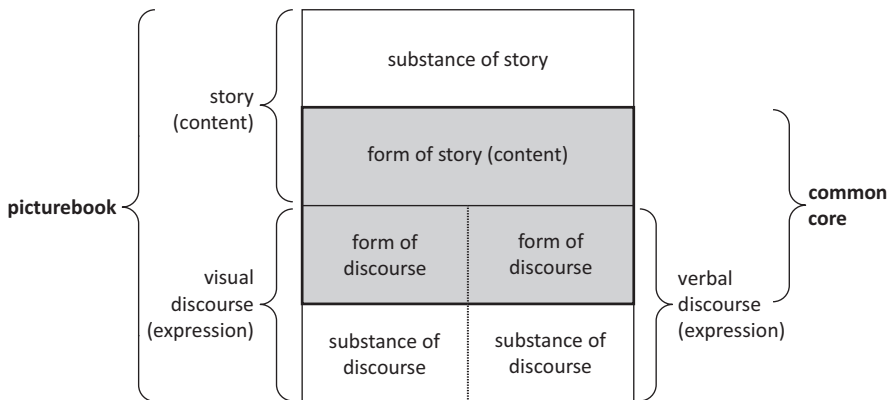 substance of story
story
(content)
form of story (content)
picturebook
common
core
form of
discourse
form of
discourse
visual
discourse
(expression)
verbal
discourse
(expression)
substance of
discourse
substance of
discourse